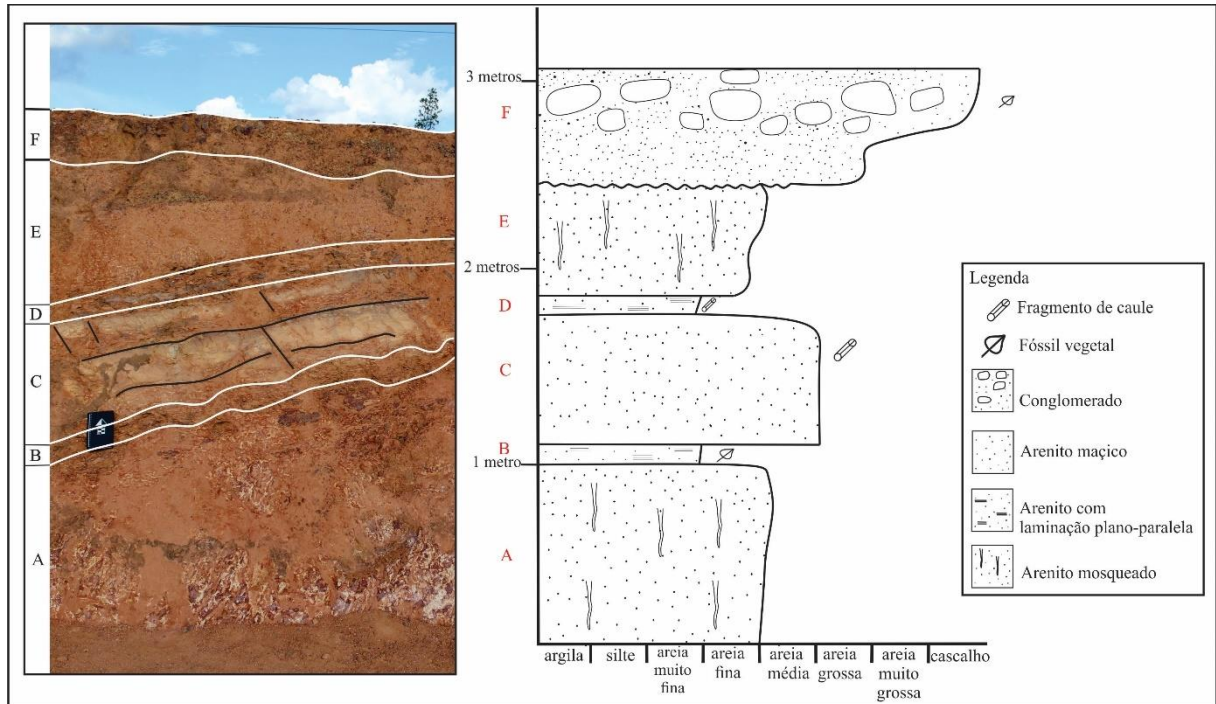 F
E
D
C
B
A
3 metros
F
E
2 metros
D
C
B
1 metro
A
argila
silte
areia
muito
fina
areia
fina
areia
média
areia
grossa
areia
muito
grossa
cascalho
Legenda
Fragmento de caule
Fóssil vegetal
Conglomerado
Arenito maçico
Arenito com
laminação plano-paralela
Arenito mosqueado